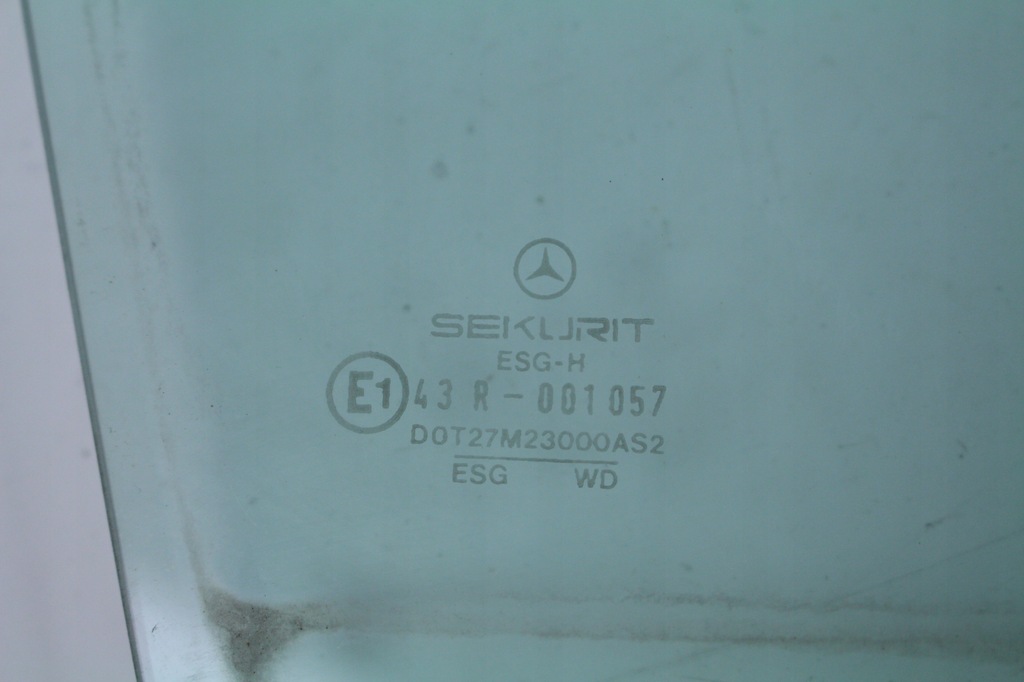 SEKURIT
ESG-H
E1 43 R - 001057
DOT27M23000AS2
ESG WD